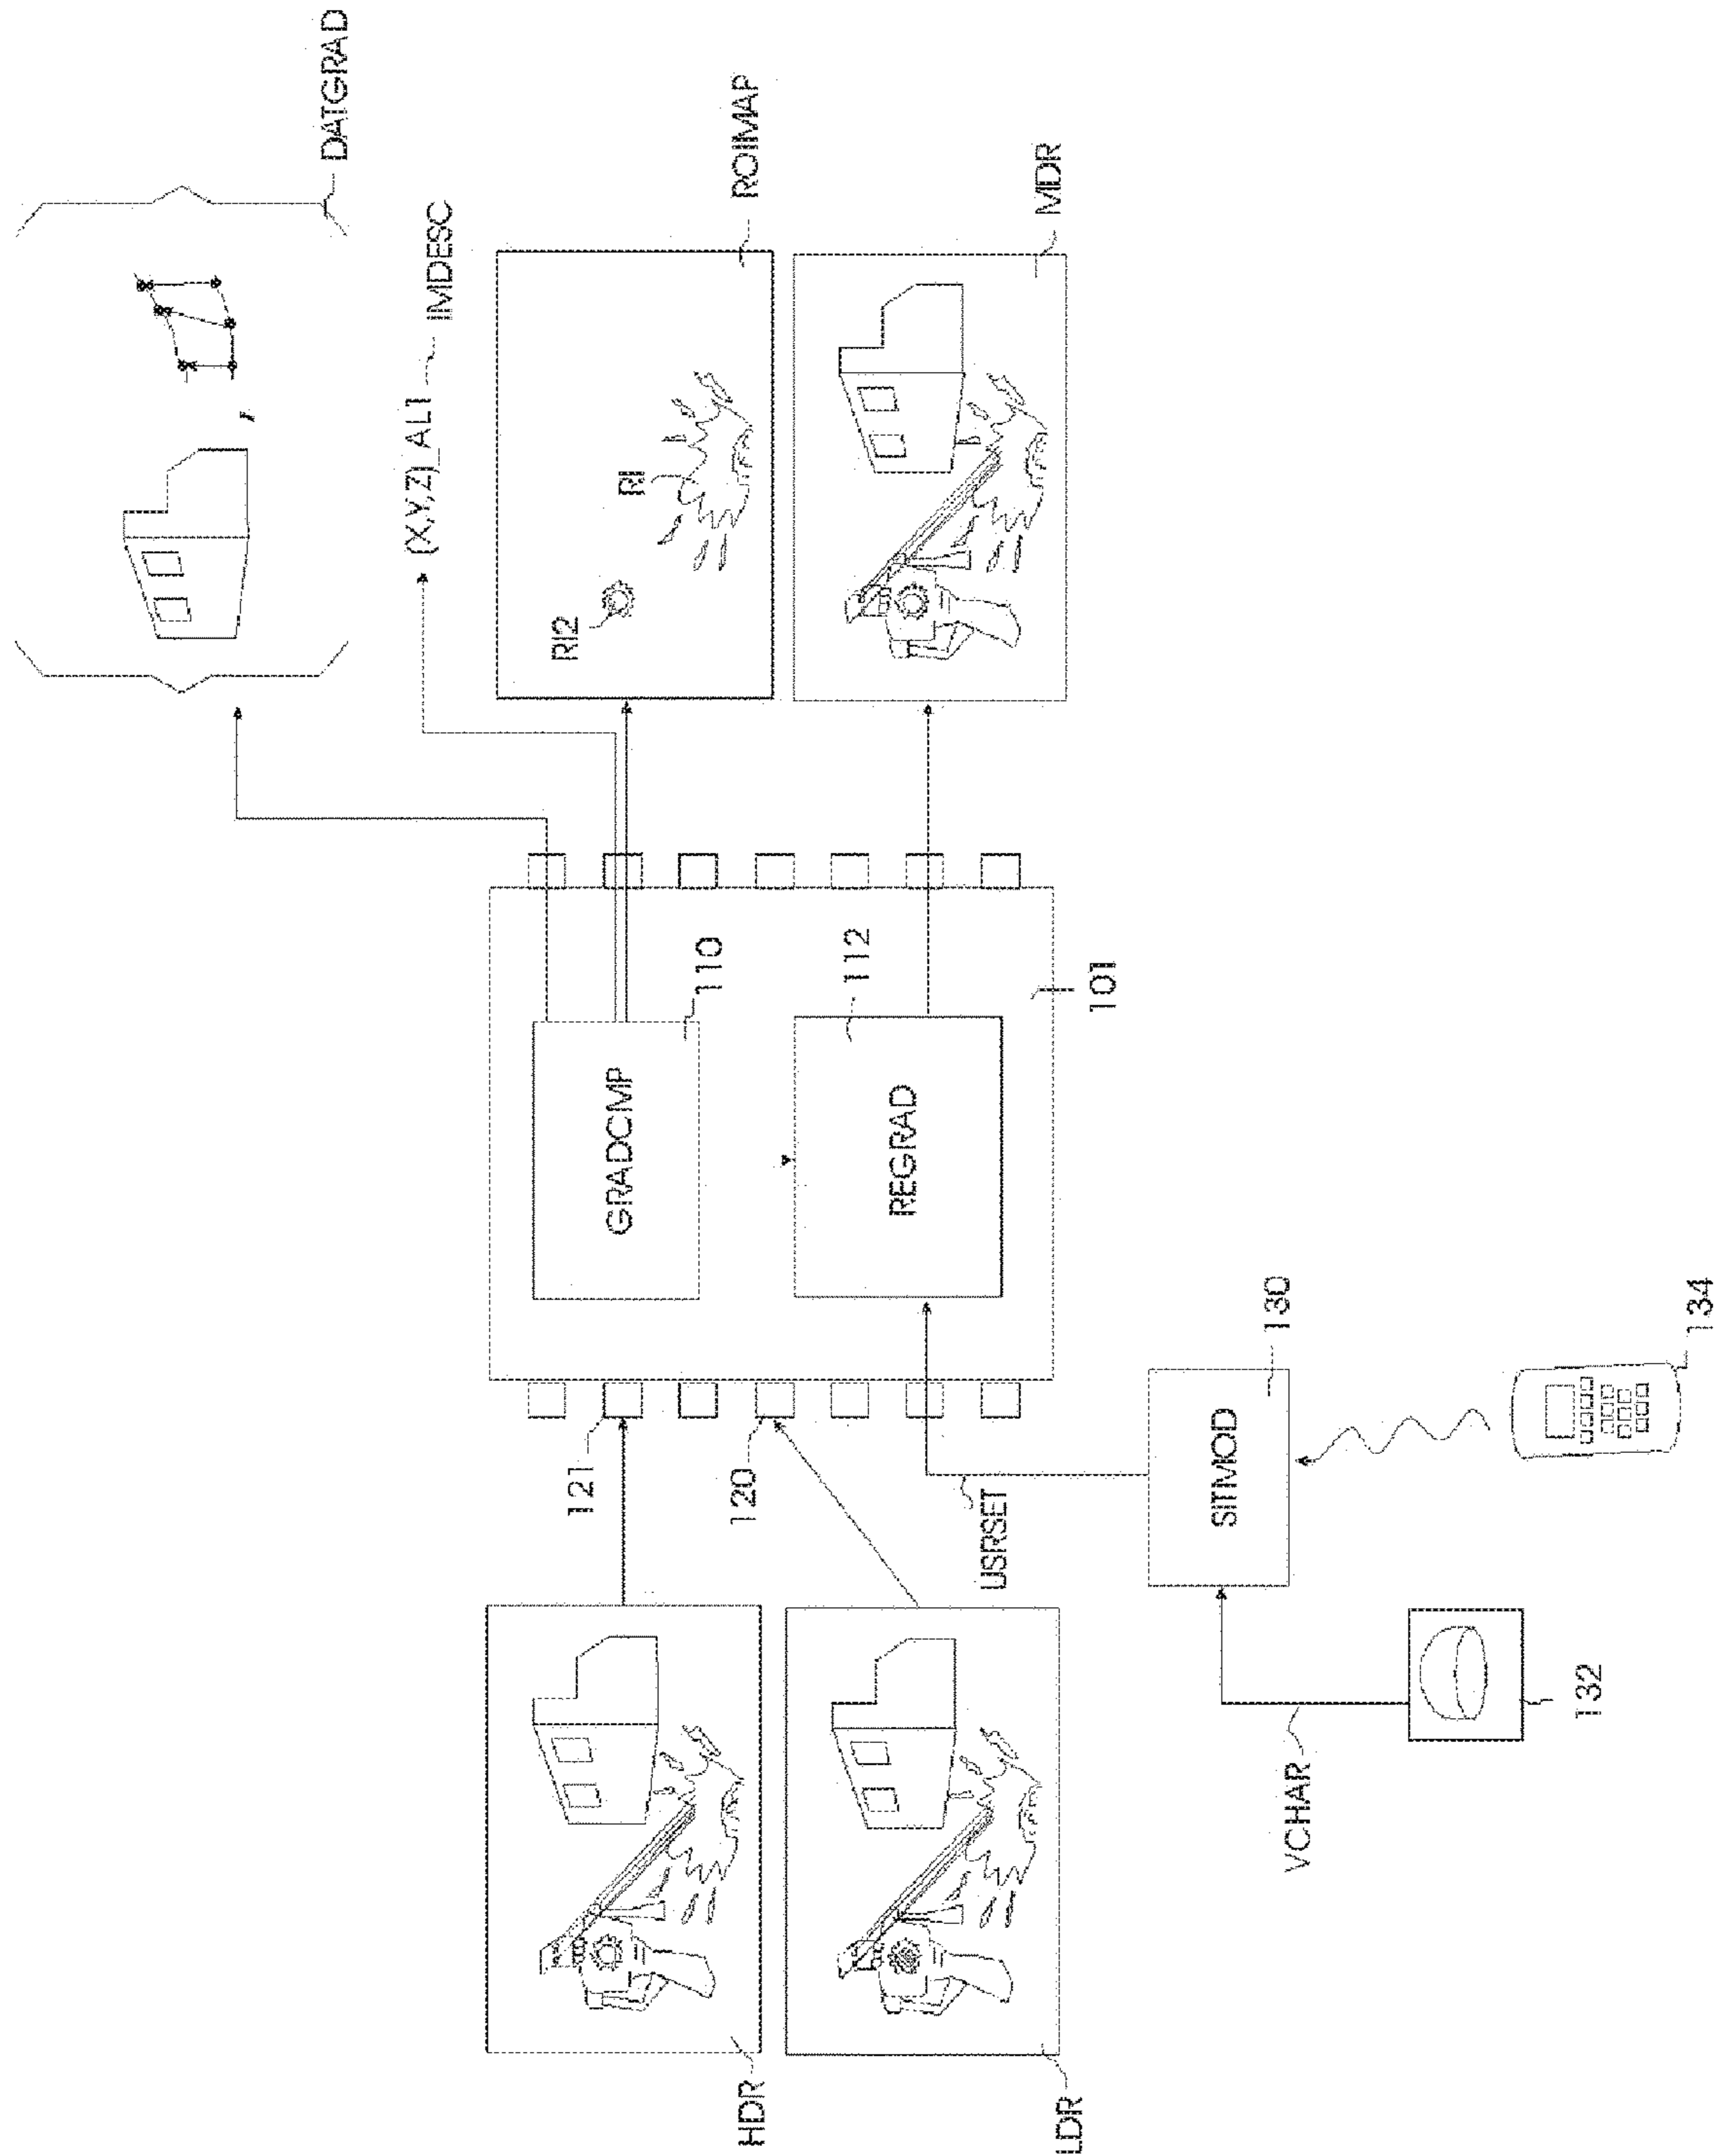 DATGRAD
(X,Y,Z)_AL1
IMDESC
HDR
121
GRADCMP
110
RI2
RI
ROIMAP
LDR
120
REGRAD
112
101
MDR
USRSET
SITMOD
130
VCHAR
132
134